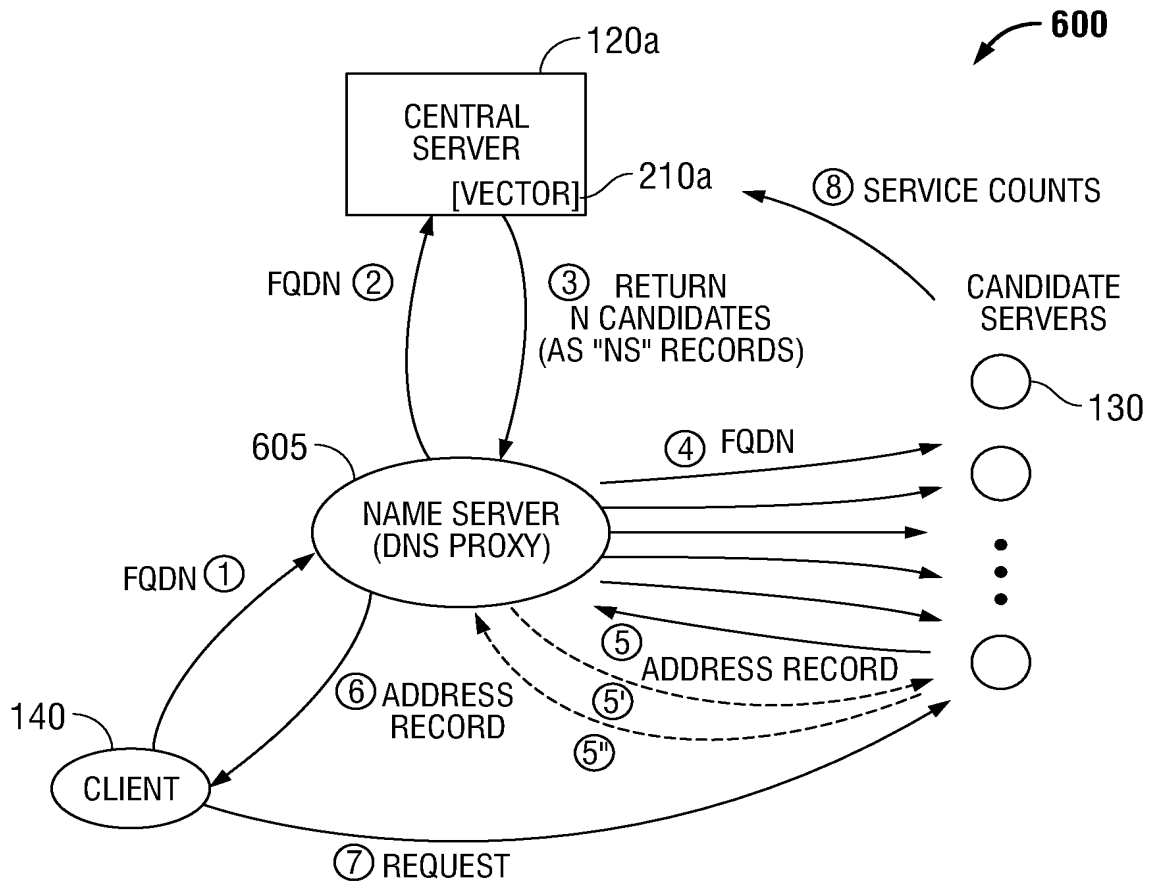 600
120a
CENTRAL
SERVER
[VECTOR]
210a
⑧ SERVICE COUNTS
FQDN ②
③ RETURN
N CANDIDATES
(AS "NS" RECORDS)
CANDIDATE
SERVERS
130
605
④ FQDN
NAME SERVER
(DNS PROXY)
FQDN ①
⑤
ADDRESS RECORD
⑥ ADDRESS
RECORD
5'
5"
140
CLIENT
⑦ REQUEST